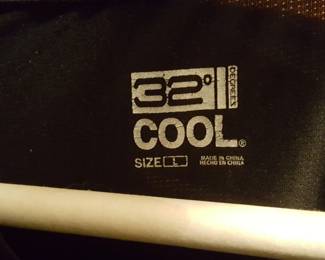 32° DEGREES
COOL®
SIZE L
MADE IN CHINA
HECHO EN CHINA